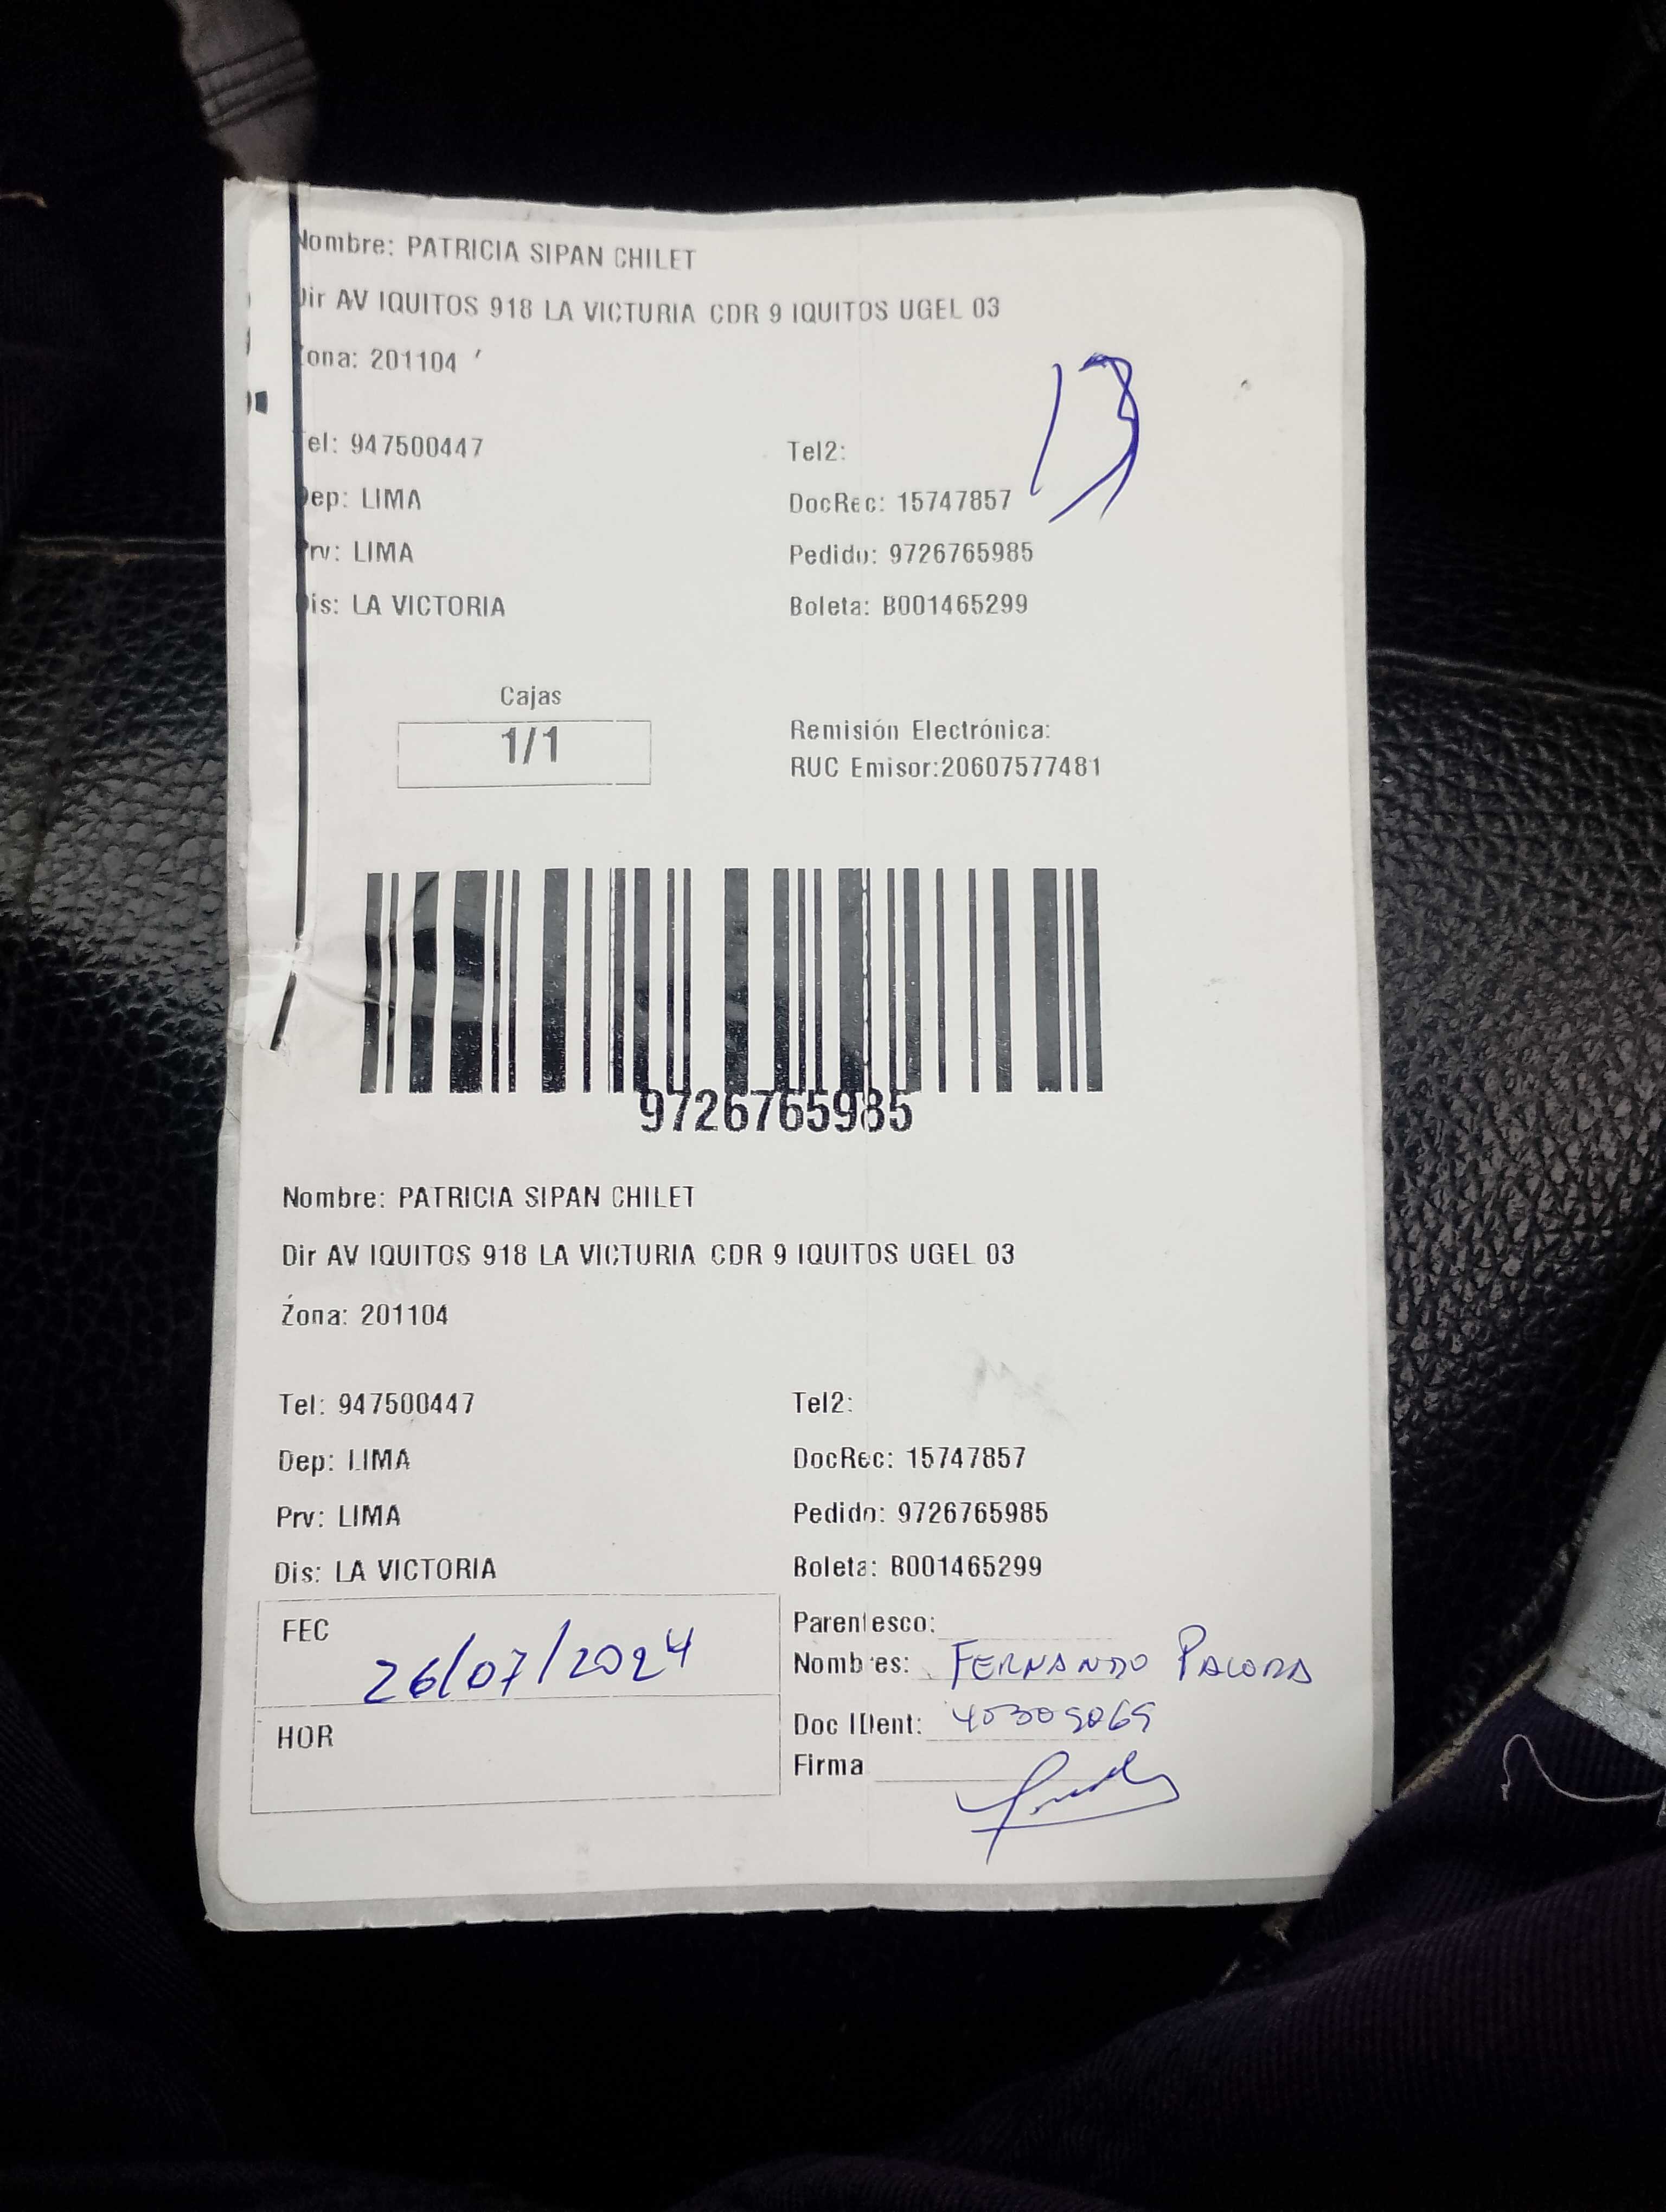 Nombre: PATRICIA SIPAN CHILET
Dir AV IQUITOS 918 LA VICTURIA CDR 9 IQUITOS UGEL 03
Zona: 201104
13
Tel: 947500447 Tel2:
Dep: LIMA DocRec: 15747857
Prv: LIMA Pedido: 9726765985
Dis: LA VICTORIA Boleta: B001465299
Cajas
1/1
Remisión Electrónica:
RUC Emisor:20607577481
9726765985
Nombre: PATRICIA SIPAN CHILET
Dir AV IQUITOS 918 LA VICTURIA CDR 9 IQUITOS UGEL 03
Zona: 201104
Tel: 947500447 Tel2:
Dep: LIMA DocRec: 15747857
Prv: LIMA Pedido: 9726765985
Dis: LA VICTORIA Boleta: B001465299
FEC 26/07/2024
HOR
Parentesco:
Nombres: FERNANDO
Doc IDent:
Firma